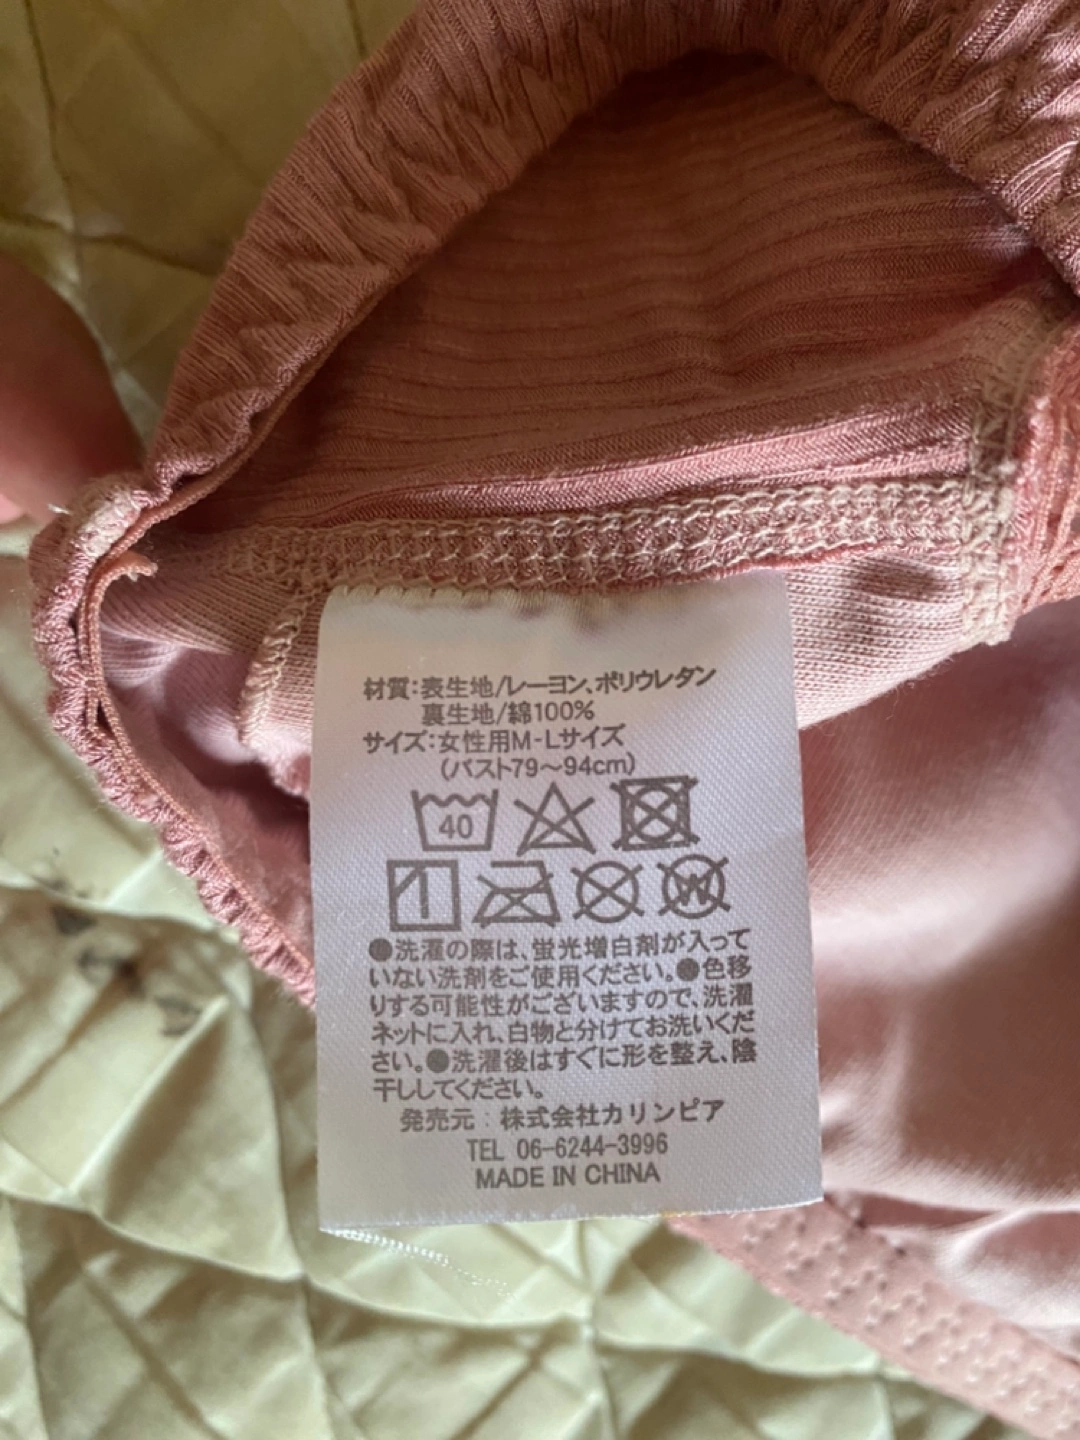 材質:表生地/レーヨン、ポリウレタン
裏生地/綿100%
サイズ:女性用M-Lサイズ
(バスト79～94cm)
40
W
●洗濯の際は、蛍光増白剤が入って
いない洗剤をご使用ください。●色移
りする可能性がございますので、洗濯
ネットに入れ、白物と分けてお洗いくだ
さい。●洗濯後はすぐに形を整え、陰
干ししてください。
発売元:株式会社カリンピア
TEL 06-6244-3996
MADE IN CHINA